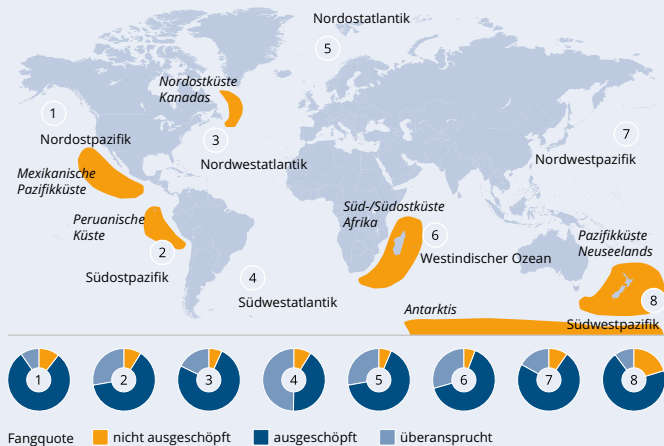 Nordostatlantik
5
Nordostküste
Kanadas
1
Nordostpazifik
3
Nordwestatlantik
7
Nordwestpazifik
Mexikanische
Pazifikküste
Peruanische
Küste
2
Südostpazifik
Süd-/Südostküste
Afrika
6
Westindischer Ozean
Pazifikküste
Neuseelands
4
Südwestatlantik
8
Südwestpazifik
Antarktis
1
2
3
4
5
6
7
8
Fangquote nicht ausgeschöpft ausgeschöpft überansprucht